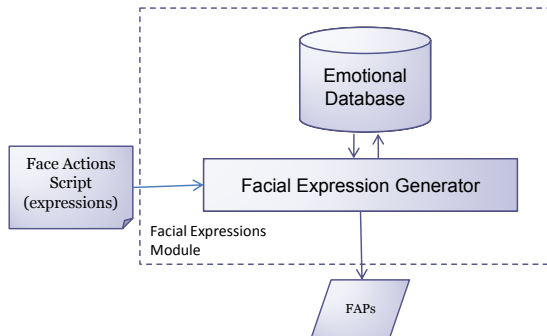 Emotional
Database
Face Actions
Script
(expressions)
Facial Expression Generator
Facial Expressions
Module
FAPs